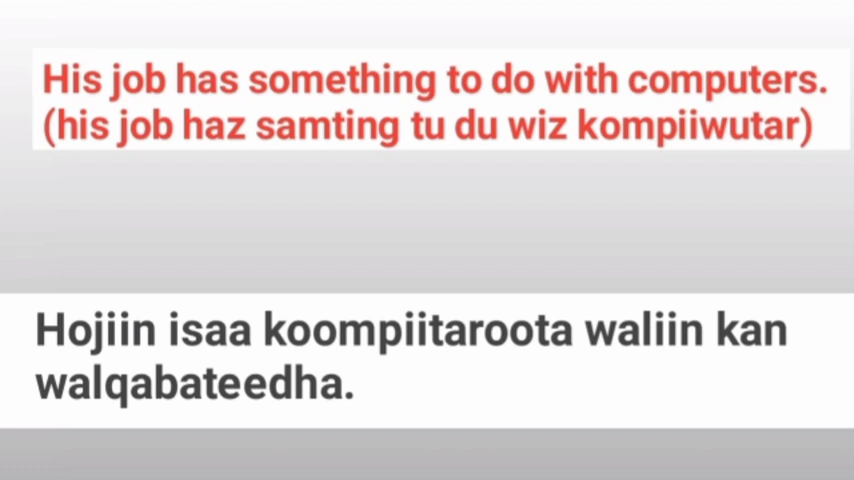 His job has something to do with computers.
(his job haz samting tu du wiz kompiiwutar)
Hojiin isaa koompiitaroota waliin kan
walqabateedha.